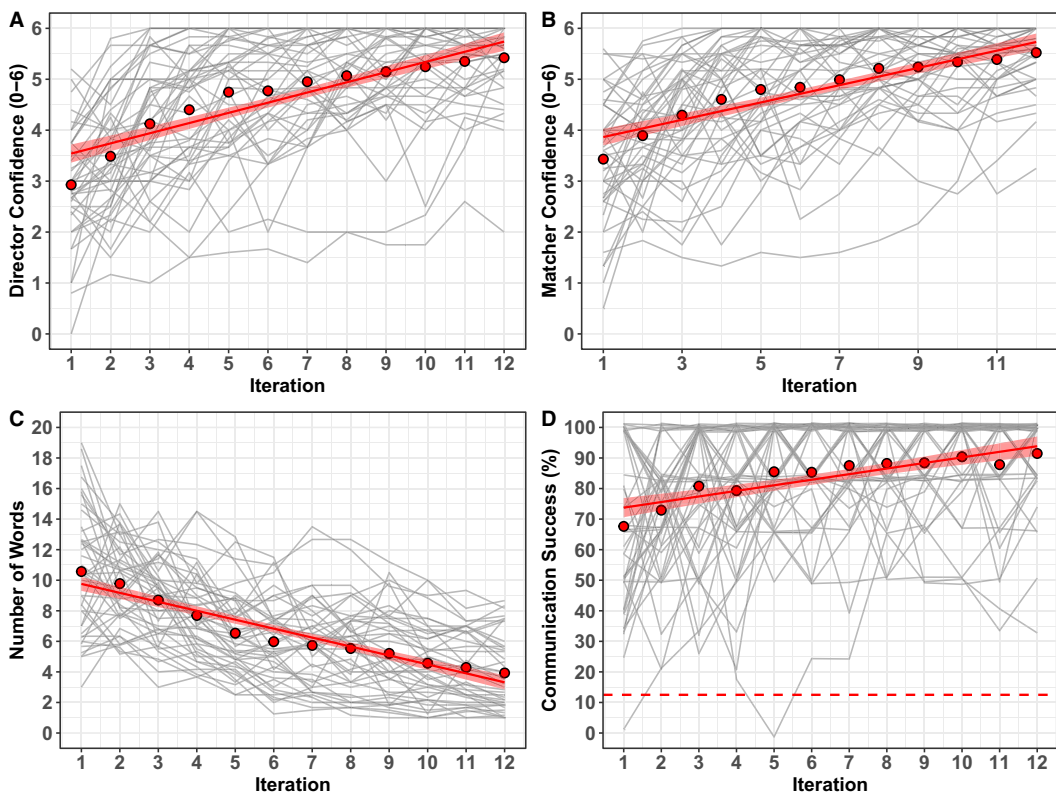 A
Director Confidence (0−6)
6
5
4
3
2
1
0
1 2 3 4 5 6 7 8 9 10 11 12
Iteration
B
Matcher Confidence (0−6)
6
5
4
3
2
1
0
1 3 5 7 9 11
Iteration
C
Number of Words
20
18
16
14
12
10
8
6
4
2
0
1 2 3 4 5 6 7 8 9 10 11 12
Iteration
D
Communication Success (%)
100
90
80
70
60
50
40
30
20
10
0
1 2 3 4 5 6 7 8 9 10 11 12
Iteration